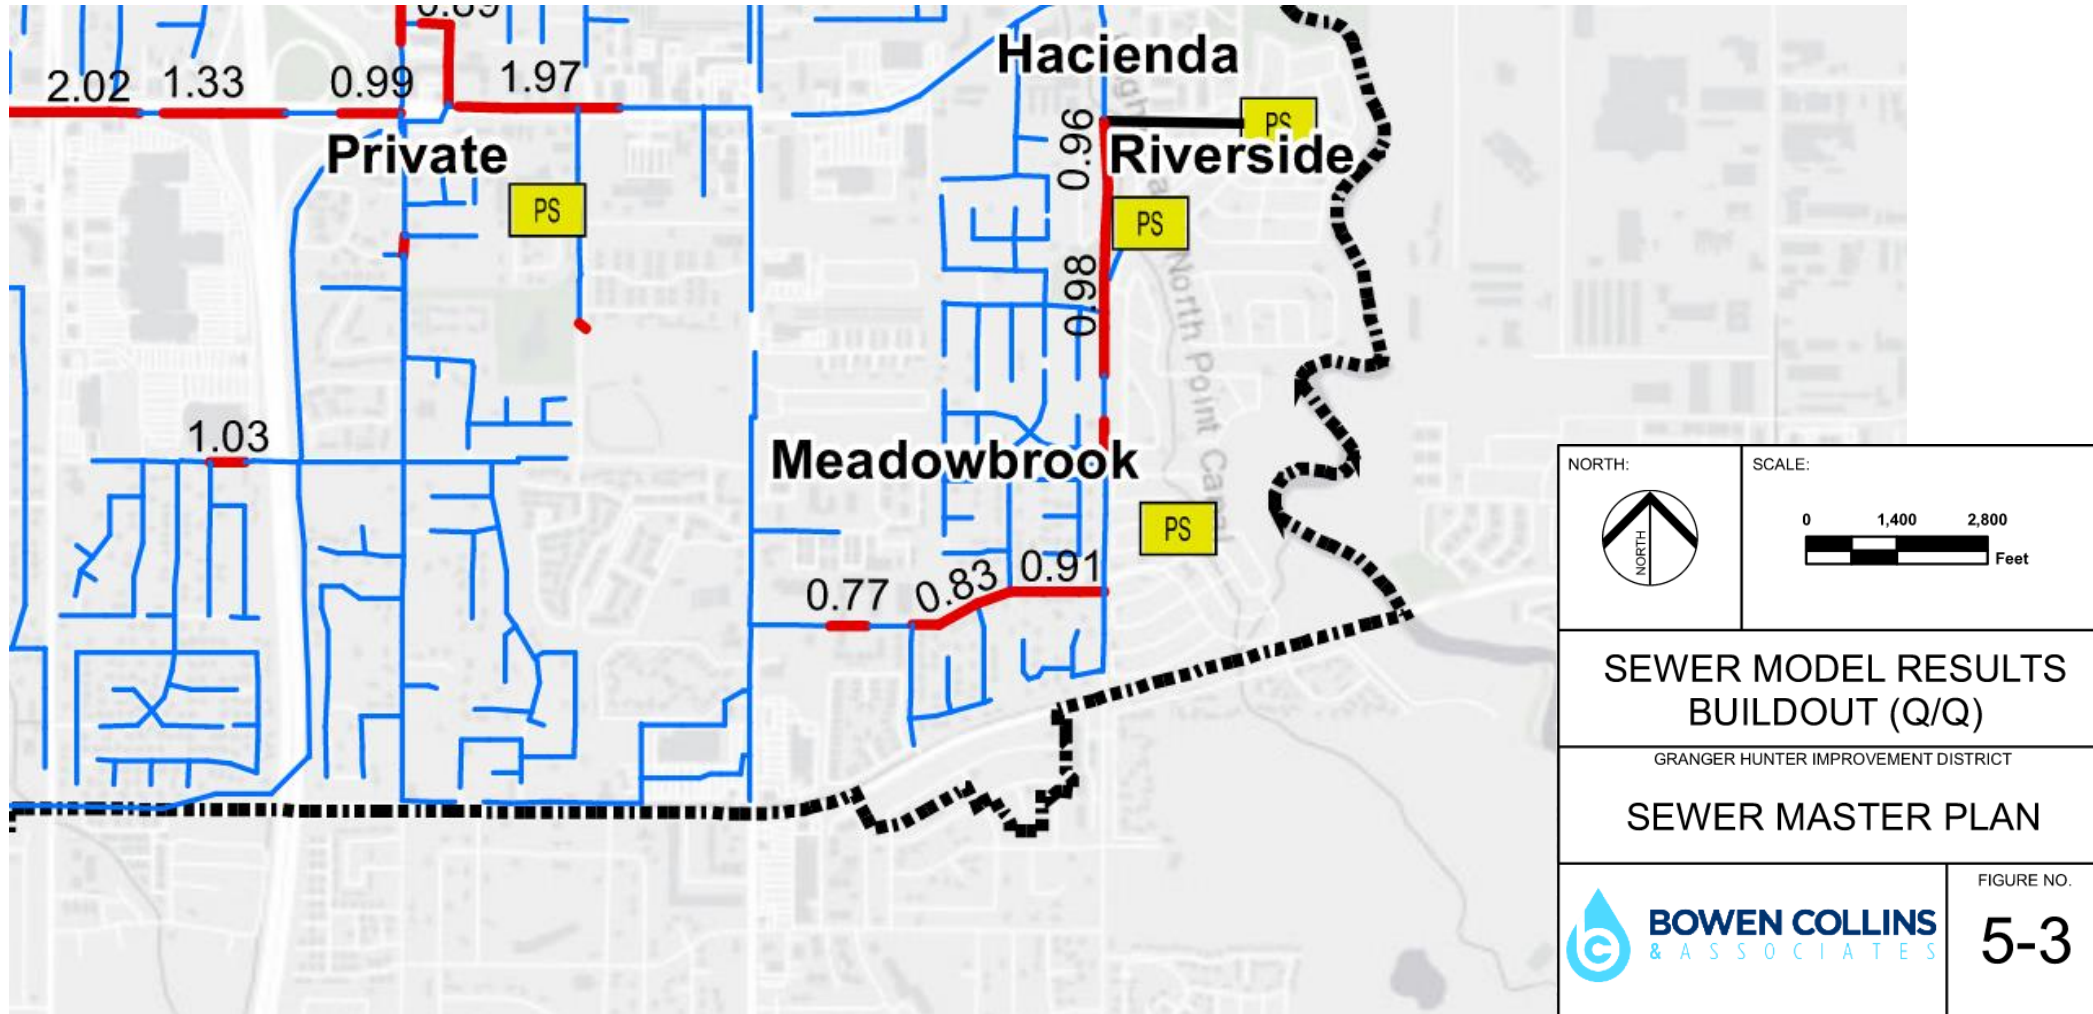 0.89
Hacienda
2.02
1.33
0.99
1.97
0.96
PS
Private
Riverside
PS
PS
0.98
North Point Canal
1.03
Meadowbrook
PS
0.77
0.83
0.91
NORTH:
NORTH
SCALE:
0 1,400 2,800
Feet
SEWER MODEL RESULTS
BUILDOUT (Q/Q)
GRANGER HUNTER IMPROVEMENT DISTRICT
SEWER MASTER PLAN
BOWEN COLLINS
& ASSOCIATES
FIGURE NO.
5-3